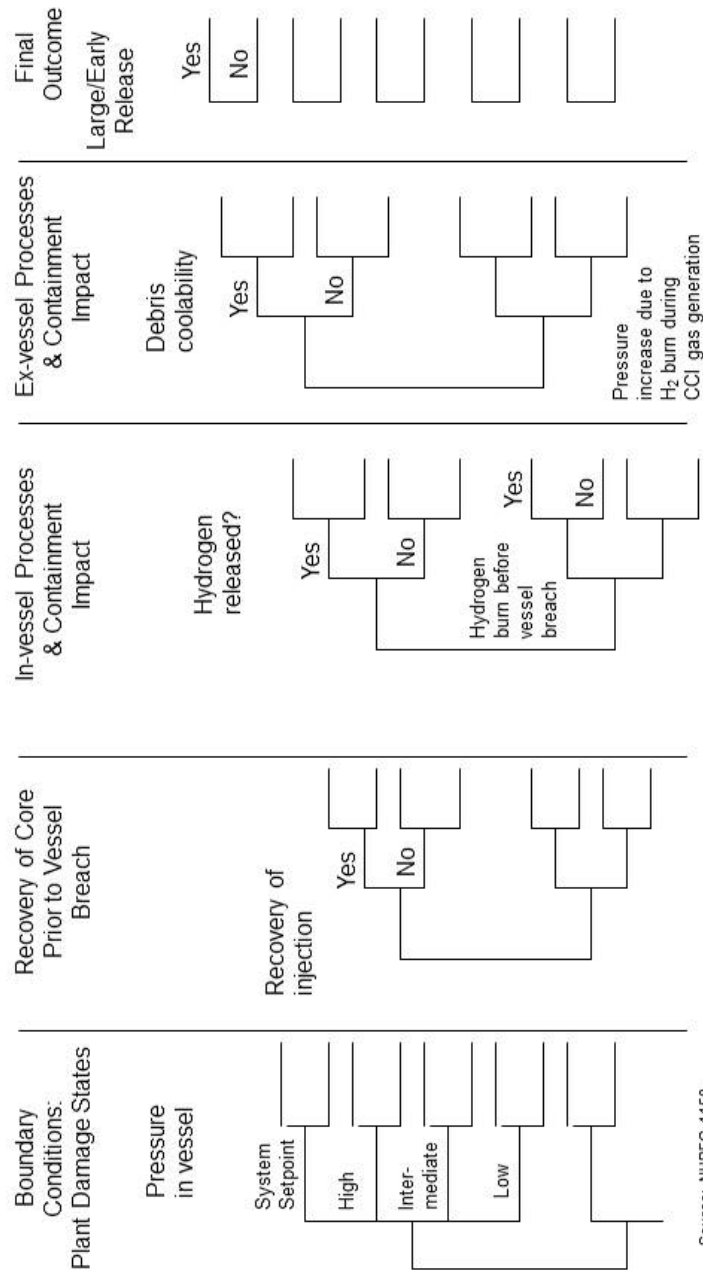 Boundary
Conditions:
Plant Damage States
Pressure
in vessel
System
Setpoint
High
Inter-
mediate
Low
Recovery of Core
Prior to Vessel
Breach
Recovery of
injection
Yes
No
In-vessel Processes
& Containment
Impact
Hydrogen
released?
Yes
No
Hydrogen
burn before
vessel
breach
Yes
No
Ex-vessel Processes
& Containment
Impact
Debris
coolability
Yes
No
Pressure
increase due to
H₂ burn during
CCI gas generation
Final
Outcome
Large/Early
Release
Yes
No